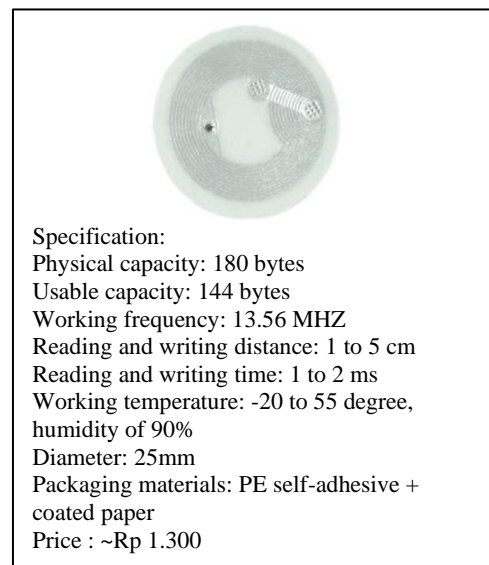 Specification:
Physical capacity: 180 bytes
Usable capacity: 144 bytes
Working frequency: 13.56 MHZ
Reading and writing distance: 1 to 5 cm
Reading and writing time: 1 to 2 ms
Working temperature: -20 to 55 degree,
humidity of 90%
Diameter: 25mm
Packaging materials: PE self-adhesive +
coated paper
Price : ~Rp 1.300